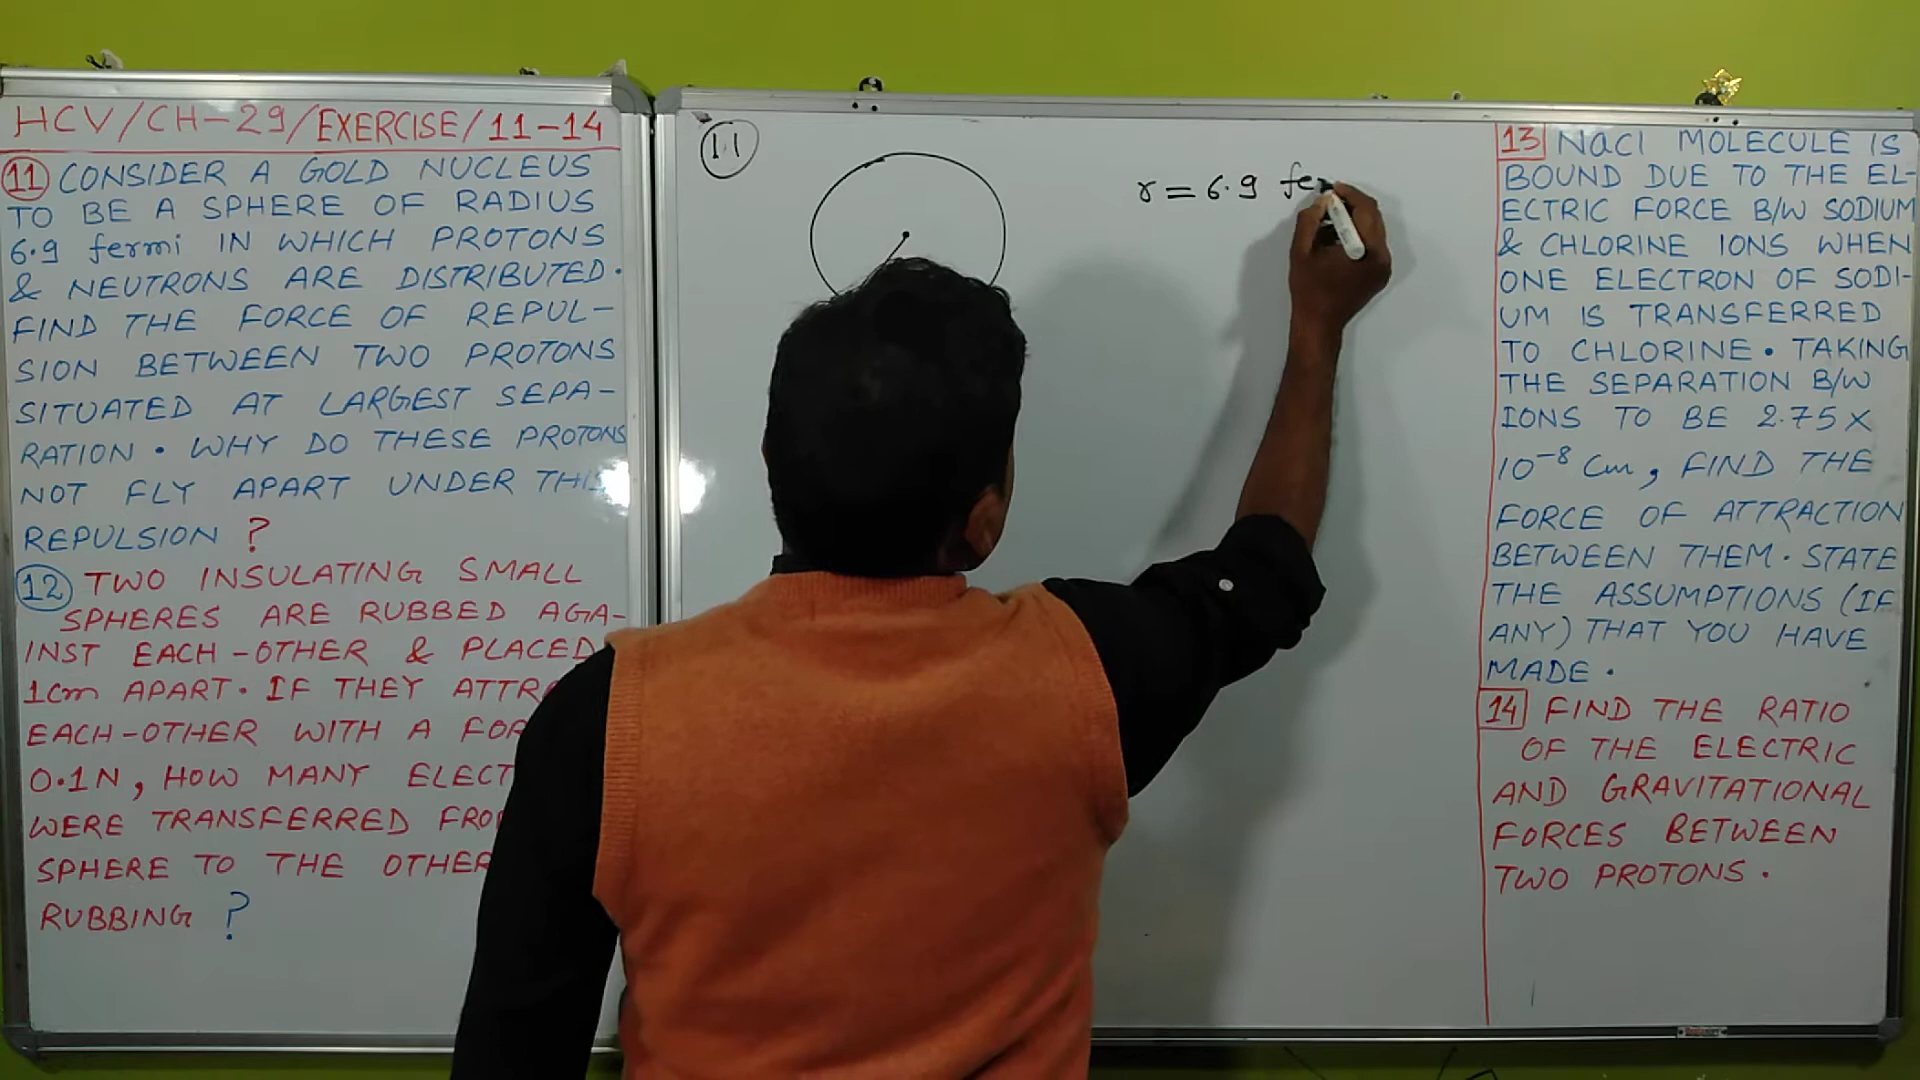 HCV/CH-29/EXERCISE/11-14
11 CONSIDER A GOLD NUCLEUS
TO BE A SPHERE OF RADIUS
6.9 fermi IN WHICH PROTONS
& NEUTRONS ARE DISTRIBUTED.
FIND THE FORCE OF REPUL-
SION BETWEEN TWO PROTONS
SITUATED AT LARGEST SEPA-
RATION. WHY DO THESE PROTONS
NOT FLY APART UNDER THIS
REPULSION ?
12 TWO INSULATING SMALL
SPHERES ARE RUBBED AGA-
INST EACH-OTHER & PLACED
1cm APART. IF THEY ATTR
EACH-OTHER WITH A FOR
0.1N, HOW MANY ELECT
WERE TRANSFERRED FRO
SPHERE TO THE OTHER
RUBBING ?
11
r = 6.9 fer
13 NaCl MOLECULE IS
BOUND DUE TO THE EL-
ECTRIC FORCE B/W SODIUM
& CHLORINE IONS WHEN
ONE ELECTRON OF SODI-
UM IS TRANSFERRED
TO CHLORINE. TAKING
THE SEPARATION B/W
IONS TO BE 2.75 X
10⁻⁸ Cm, FIND THE
FORCE OF ATTRACTION
BETWEEN THEM. STATE
THE ASSUMPTIONS (IF
ANY) THAT YOU HAVE
MADE.
14 FIND THE RATIO
OF THE ELECTRIC
AND GRAVITATIONAL
FORCES BETWEEN
TWO PROTONS.